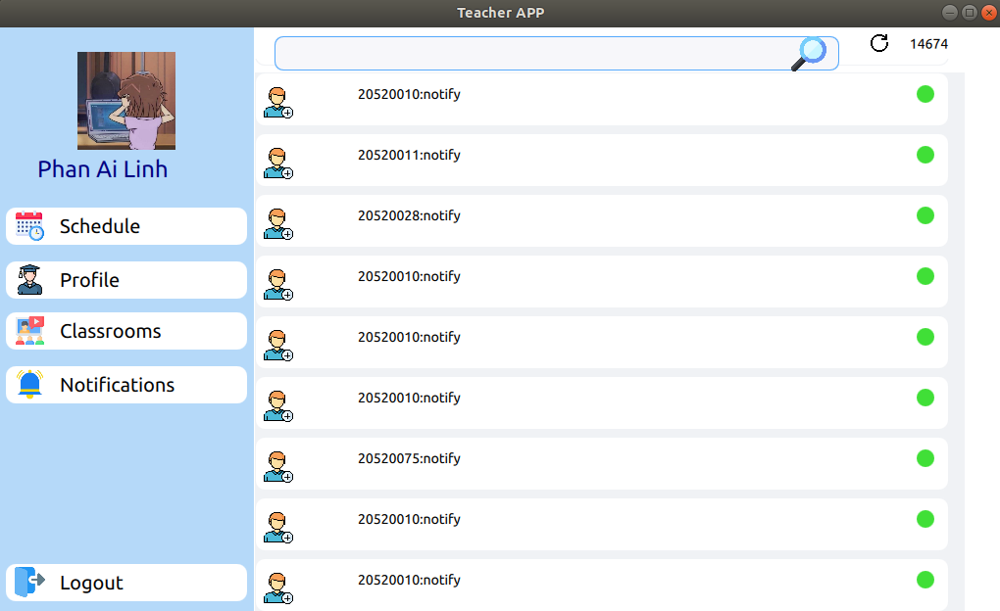 Teacher APP
Phan Ai Linh
Schedule
Profile
Classrooms
Notifications
Logout
14674
20520010:notify
20520011:notify
20520028:notify
20520010:notify
20520010:notify
20520010:notify
20520075:notify
20520010:notify
20520010:notify